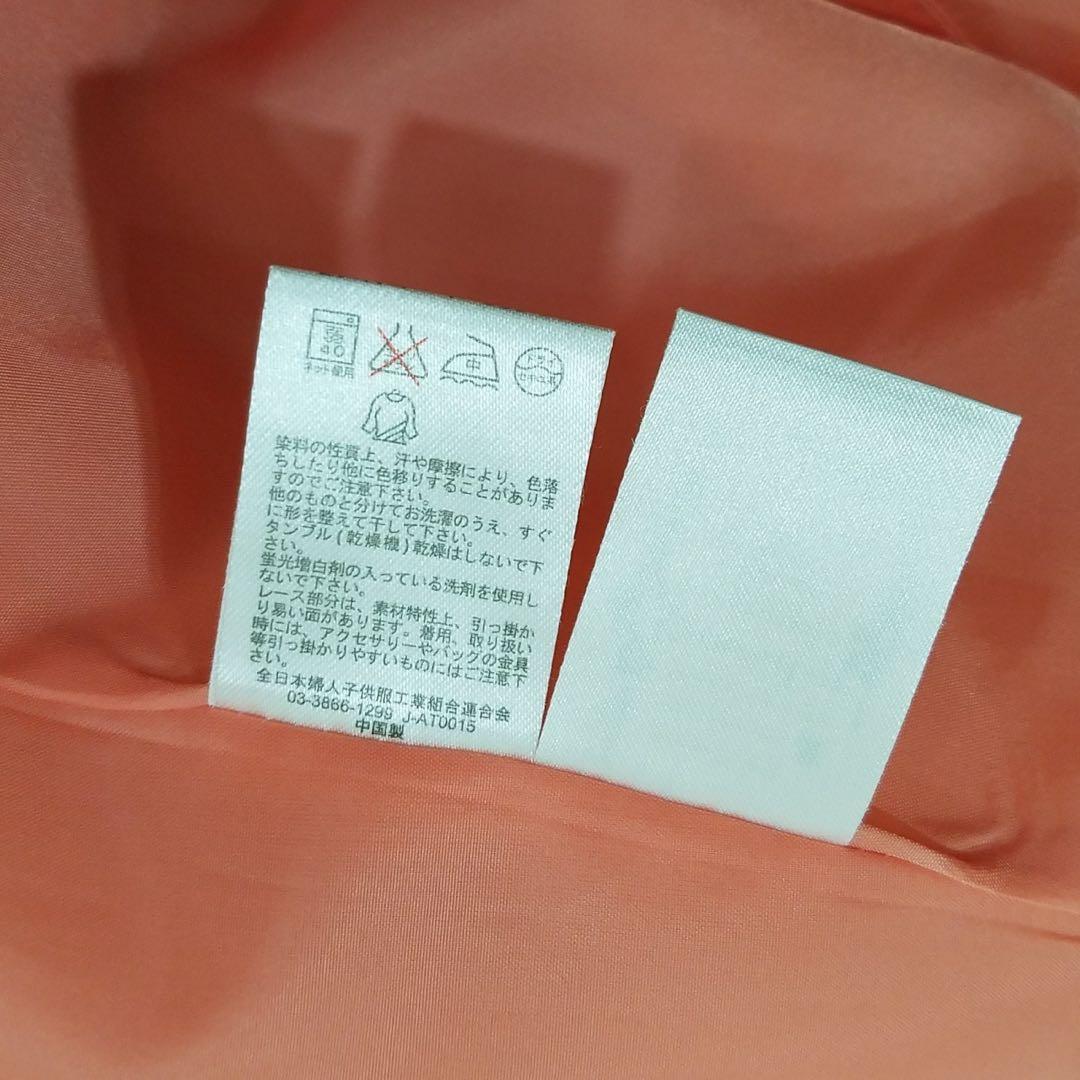 弱
40
ネット使用
中
ドライ
セキユ系
染料の性質上、汗や摩擦により、色落
ちしたり他に色移りすることがありま
すのでご注意下さい。
他のものと分けてお洗濯のうえ、すぐ
に形を整えて干して下さい。
タンブル(乾燥機)乾燥はしないで下
さい。
蛍光増白剤の入っている洗剤を使用し
ないで下さい。
レース部分は、素材特性上、引っ掛か
り易い面があります。着用、取り扱い
時には、アクセサリーやバッグの金具
等引っ掛かりやすいものにはご注意下
さい。
全日本婦人子供服工業組合連合会
03-3866-1299 J-AT0015
中国製